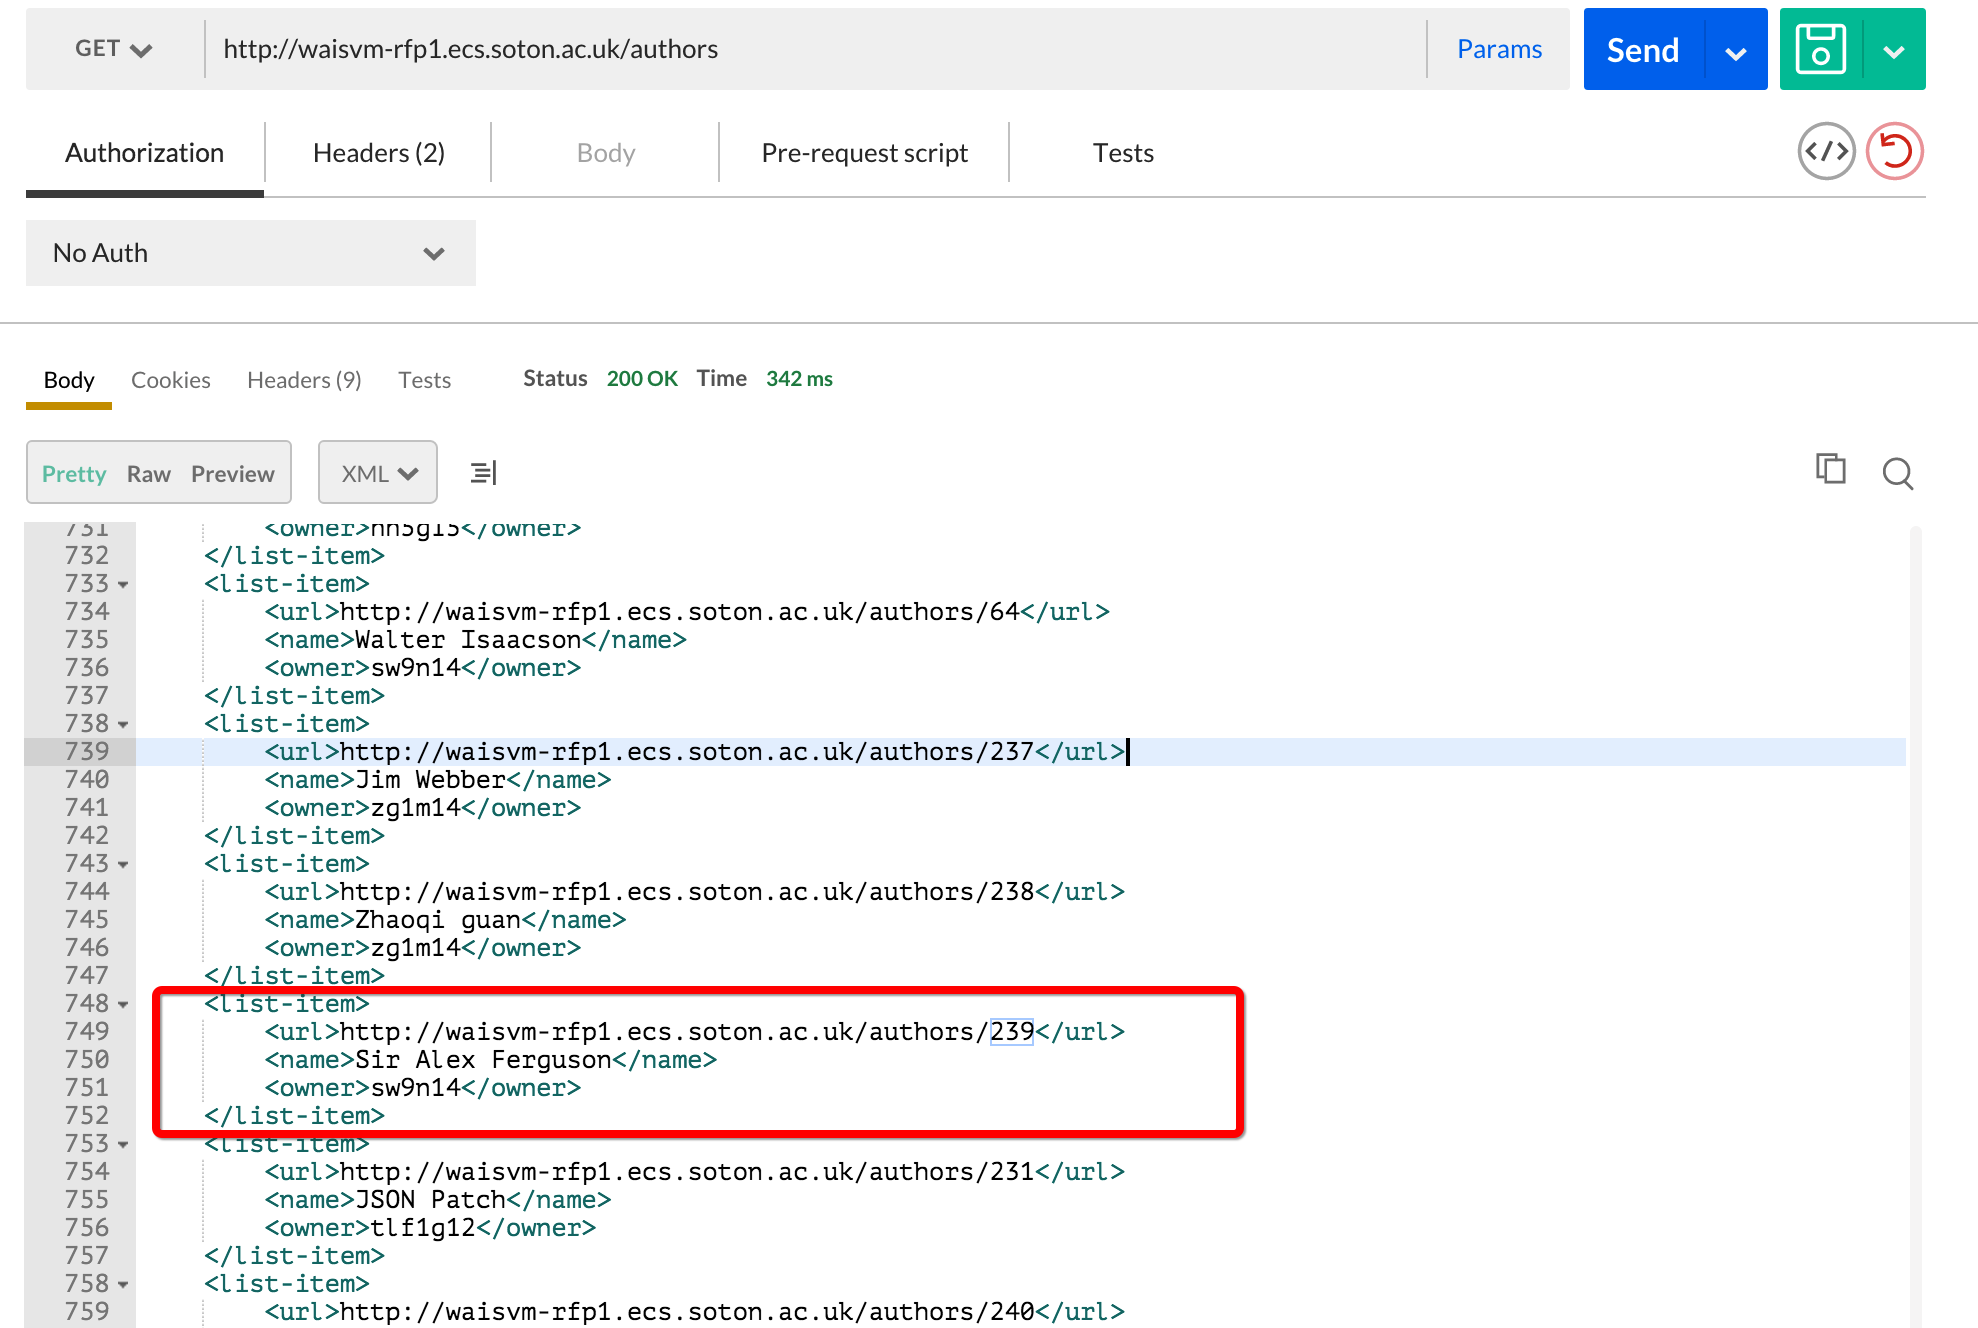 GET http://waisvm-rfp1.ecs.soton.ac.uk/authors Params Send
Authorization Headers (2) Body Pre-request script Tests </>
No Auth
Body Cookies Headers (9) Tests Status 200 OK Time 342 ms
Pretty Raw Preview XML
731 <owner>hh5g15</owner>
732 </list-item>
733 <list-item>
734 <url>http://waisvm-rfp1.ecs.soton.ac.uk/authors/64</url>
735 <name>Walter Isaacson</name>
736 <owner>sw9n14</owner>
737 </list-item>
738 <list-item>
739 <url>http://waisvm-rfp1.ecs.soton.ac.uk/authors/237</url>
740 <name>Jim Webber</name>
741 <owner>zg1m14</owner>
742 </list-item>
743 <list-item>
744 <url>http://waisvm-rfp1.ecs.soton.ac.uk/authors/238</url>
745 <name>Zhaoqi guan</name>
746 <owner>zg1m14</owner>
747 </list-item>
748 <list-item>
749 <url>http://waisvm-rfp1.ecs.soton.ac.uk/authors/239</url>
750 <name>Sir Alex Ferguson</name>
751 <owner>sw9n14</owner>
752 </list-item>
753 <list-item>
754 <url>http://waisvm-rfp1.ecs.soton.ac.uk/authors/231</url>
755 <name>JSON Patch</name>
756 <owner>tlf1g12</owner>
757 </list-item>
758 <list-item>
759 <url>http://waisvm-rfp1.ecs.soton.ac.uk/authors/240</url>